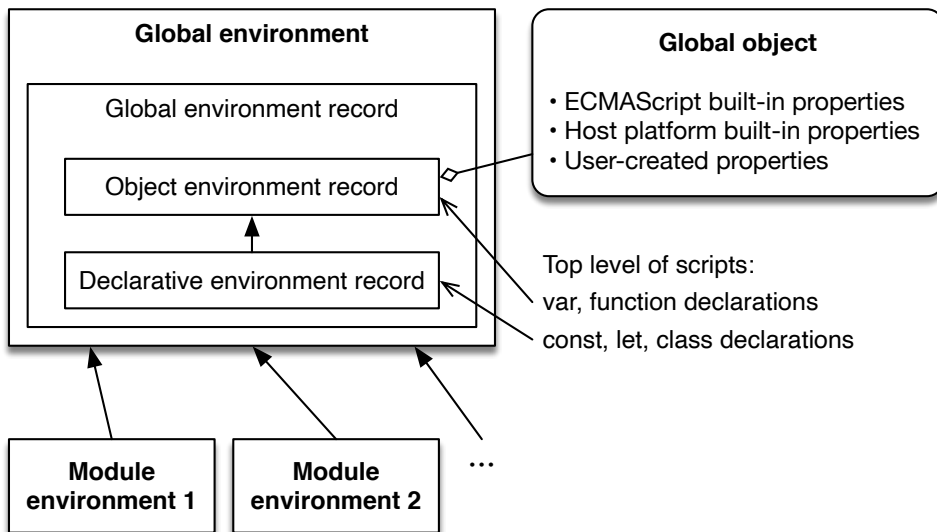 Global environment
Global environment record
Object environment record
Declarative environment record
Global object
• ECMAScript built-in properties
• Host platform built-in properties
• User-created properties
Top level of scripts:
var, function declarations
const, let, class declarations
Module
environment 1
Module
environment 2
…